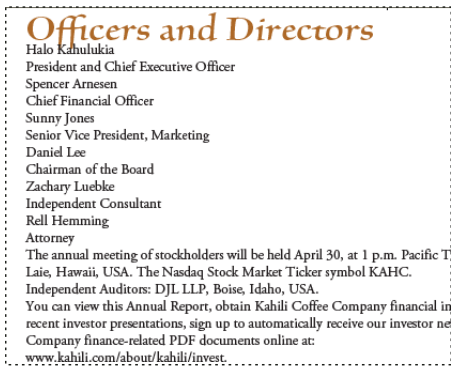 Officers and Directors
Halo Kahulukia
President and Chief Executive Officer
Spencer Arnesen
Chief Financial Officer
Sunny Jones
Senior Vice President, Marketing
Daniel Lee
Chairman of the Board
Zachary Luebke
Independent Consultant
Rell Hemming
Attorney
The annual meeting of stockholders will be held April 30, at 1 p.m. Pacific
Laie, Hawaii, USA. The Nasdaq Stock Market Ticker symbol KAHC.
Independent Auditors: DJL LLP, Boise, Idaho, USA.
You can view this Annual Report, obtain Kahili Coffee Company financial
recent investor presentations, sign up to automatically receive our investor
Company finance-related PDF documents online at:
www.kahili.com/about/kahili/invest.